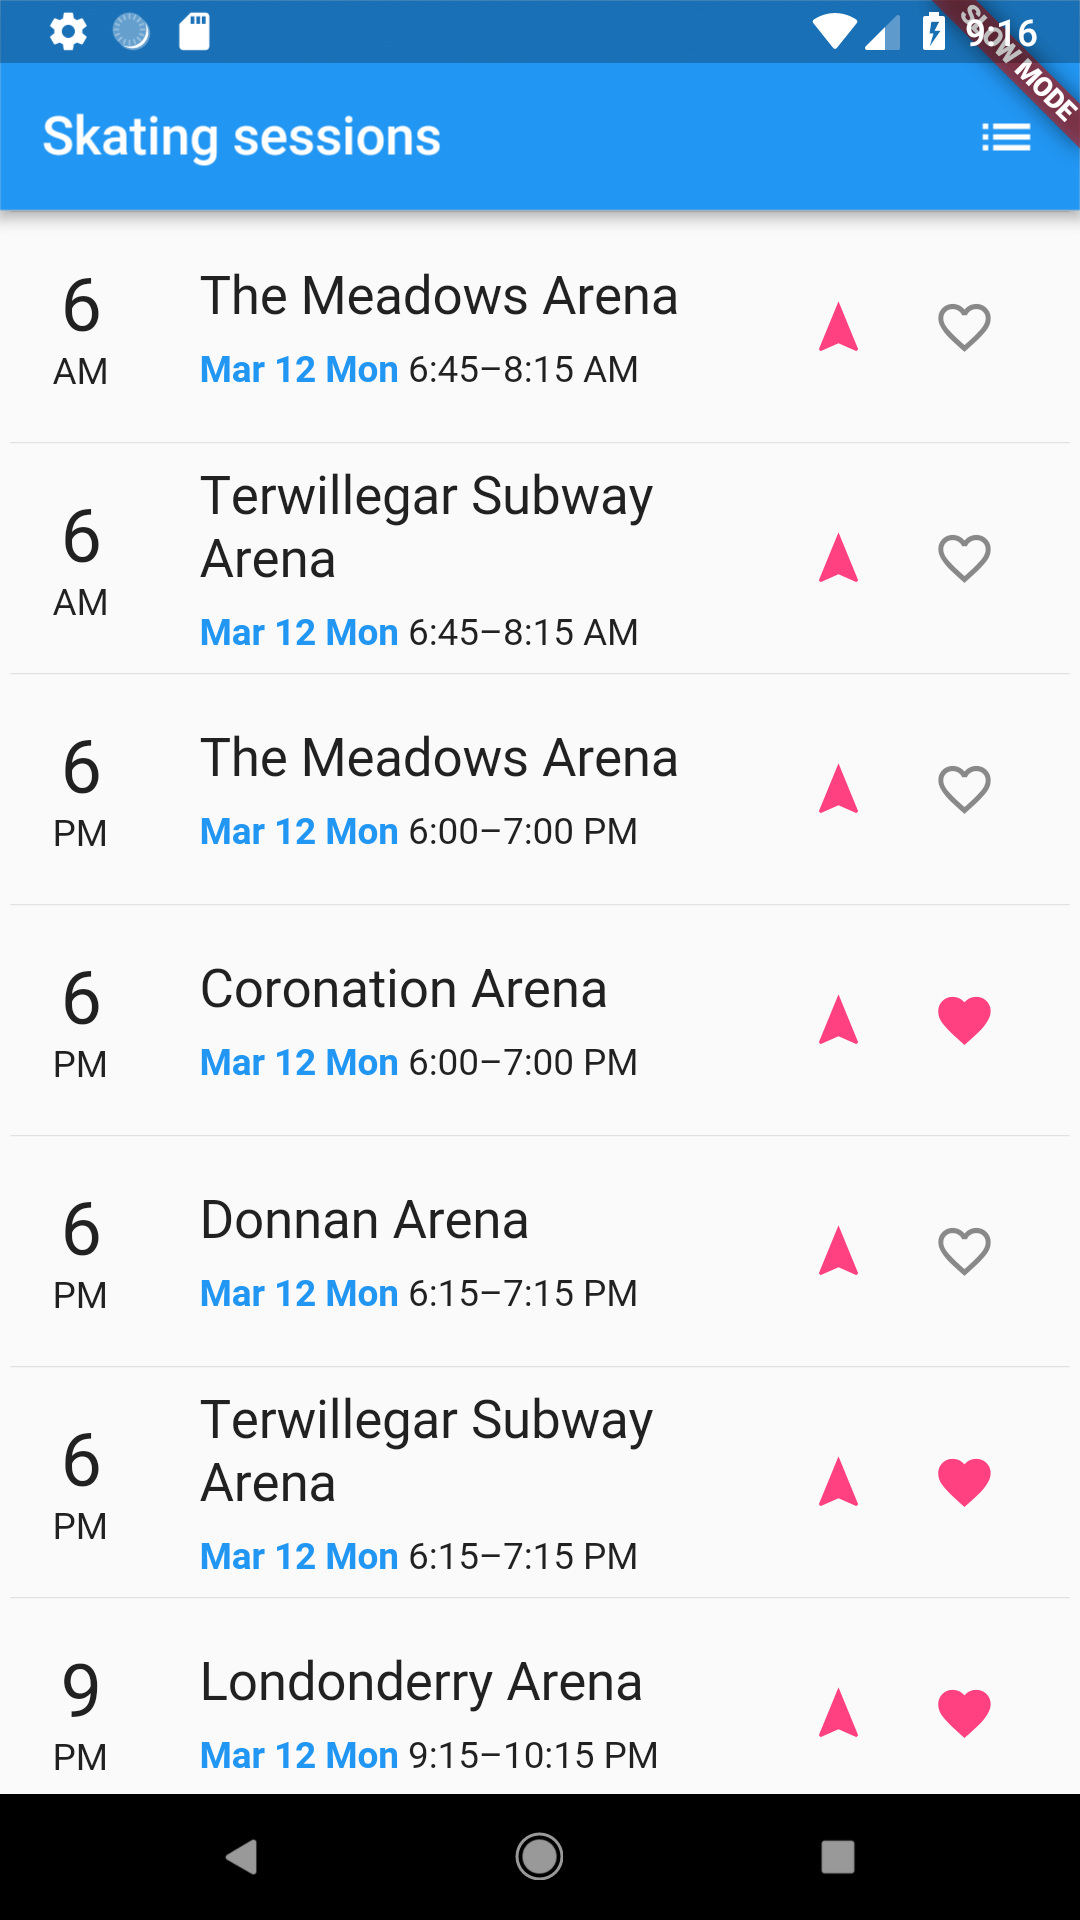 9:16
SLOW MODE
Skating sessions
6
AM
The Meadows Arena
Mar 12 Mon 6:45–8:15 AM
6
AM
Terwillegar Subway
Arena
Mar 12 Mon 6:45–8:15 AM
6
PM
The Meadows Arena
Mar 12 Mon 6:00–7:00 PM
6
PM
Coronation Arena
Mar 12 Mon 6:00–7:00 PM
6
PM
Donnan Arena
Mar 12 Mon 6:15–7:15 PM
6
PM
Terwillegar Subway
Arena
Mar 12 Mon 6:15–7:15 PM
9
PM
Londonderry Arena
Mar 12 Mon 9:15–10:15 PM